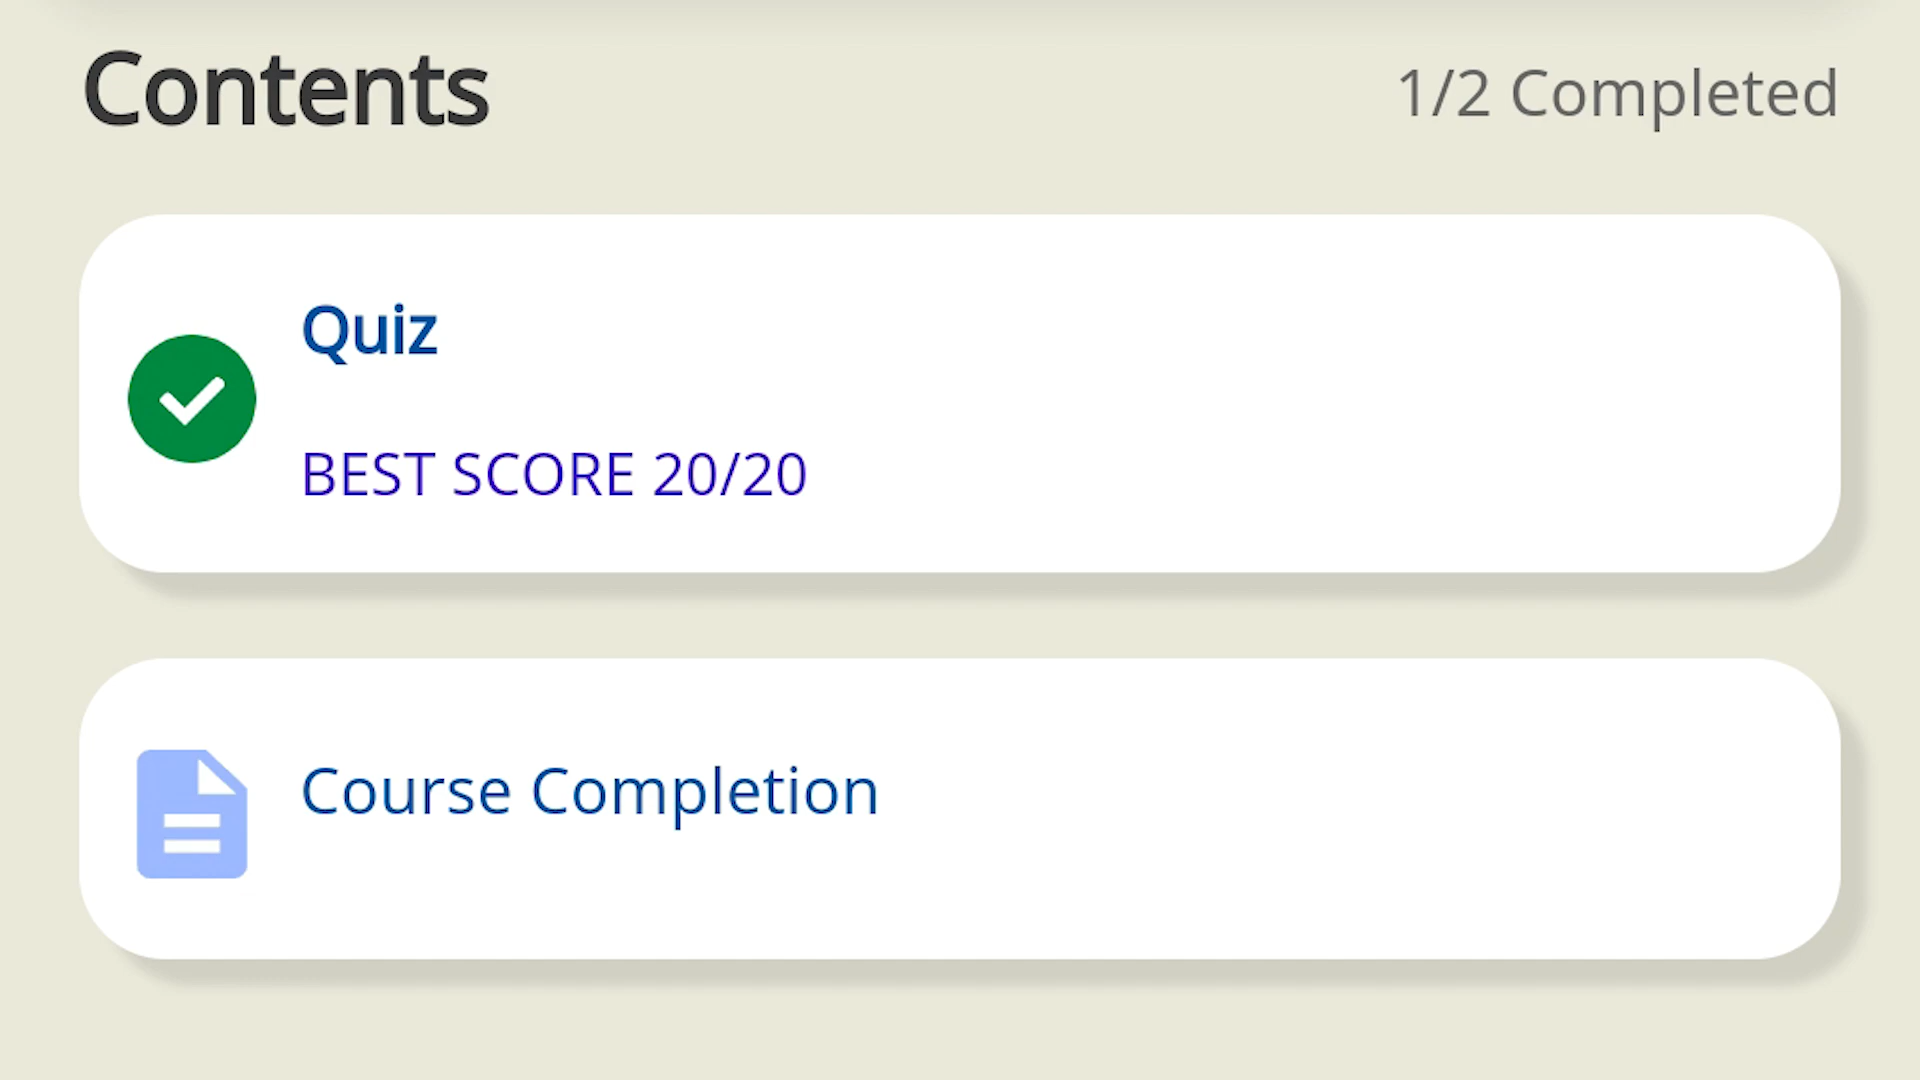 Contents
1/2 Completed
Quiz
BEST SCORE 20/20
Course Completion